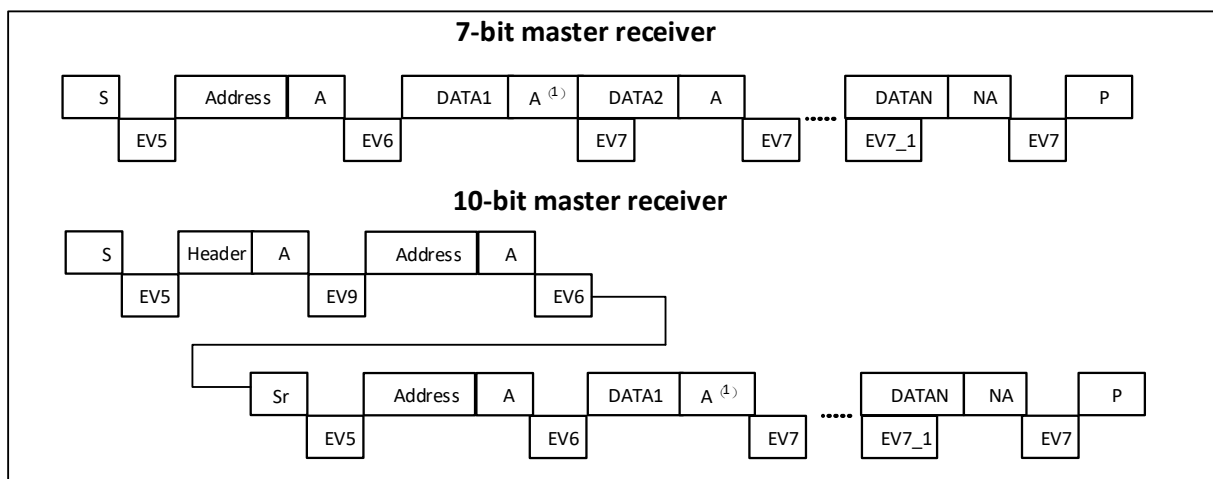 7-bit master receiver
S Address A DATA1 A (1) DATA2 A DATAN NA P
EV5 EV6 EV7 EV7 EV7_1 EV7
10-bit master receiver
S Header A Address A
EV5 EV9 EV6
Sr Address A DATA1 A (1) DATAN NA P
EV5 EV6 EV7 EV7_1 EV7